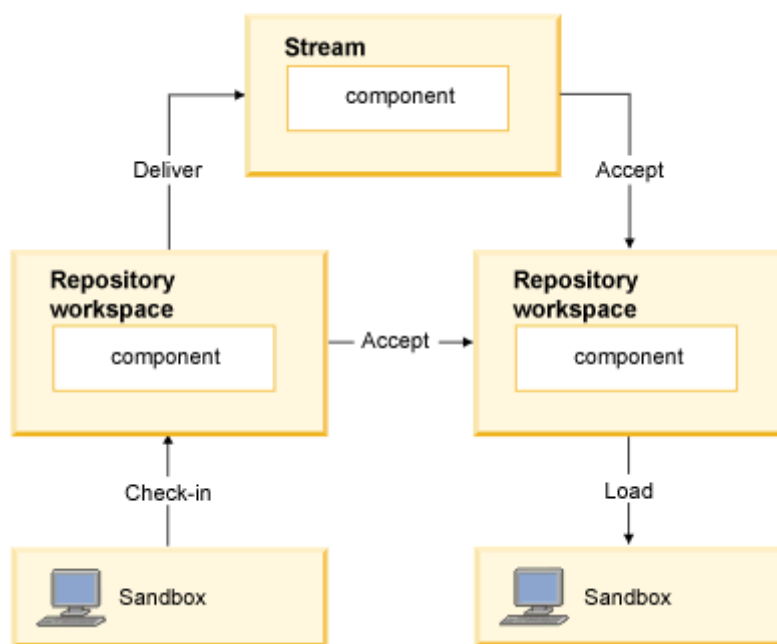 Stream
component
Deliver
Accept
Repository
workspace
component
Accept
Repository
workspace
component
Check-in
Load
Sandbox
Sandbox